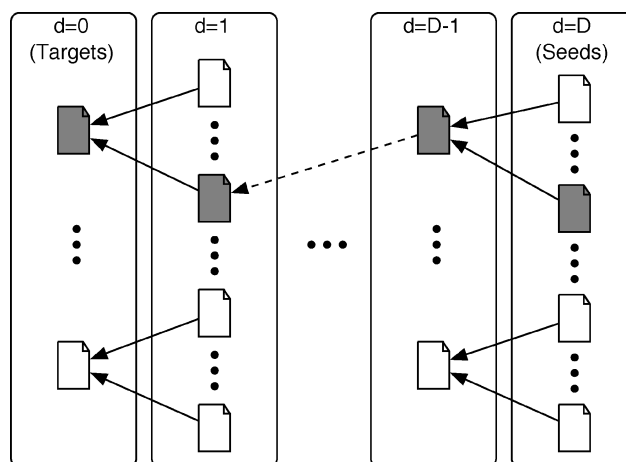 d=0
(Targets)
d=1
d=D-1
d=D
(Seeds)